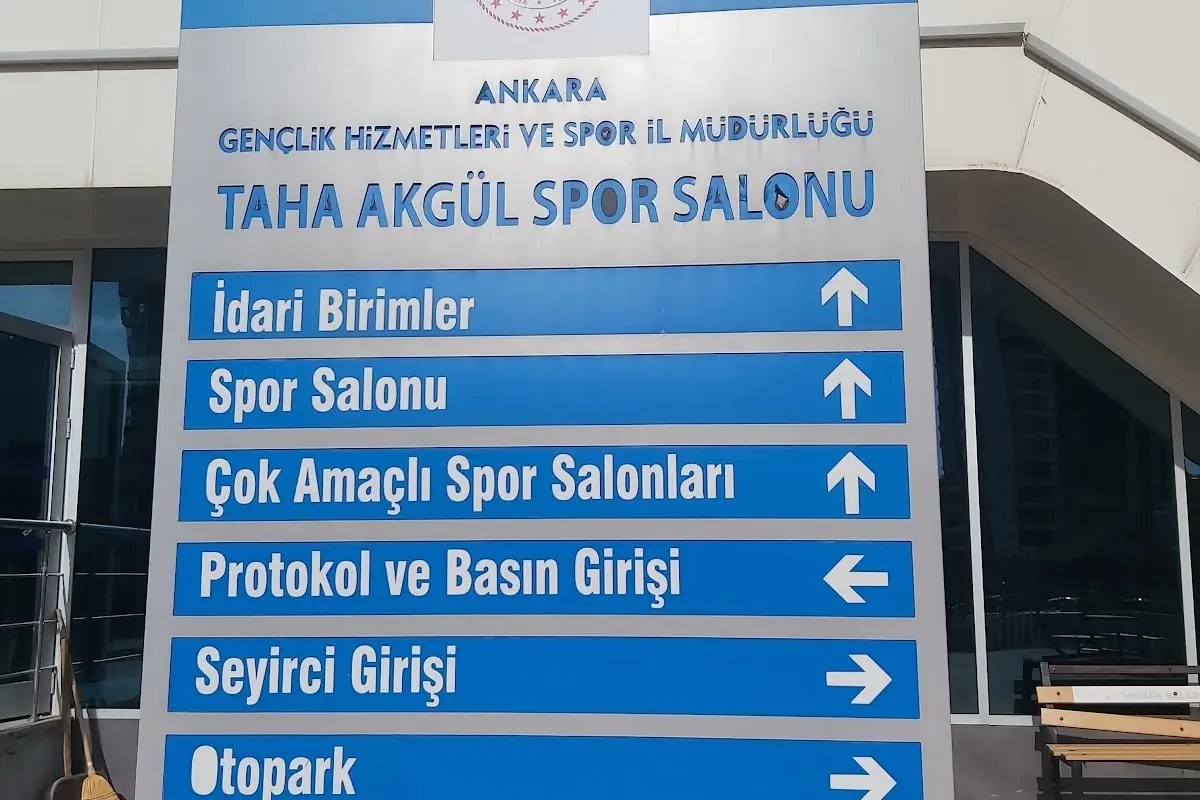 ANKARA
GENÇLİK HİZMETLERİ VE SPOR İL MÜDÜRLÜĞÜ
TAHA AKGÜL SPOR SALONU
İdari Birimler
Spor Salonu
Çok Amaçlı Spor Salonları
Protokol ve Basın Girişi
Seyirci Girişi
Otopark